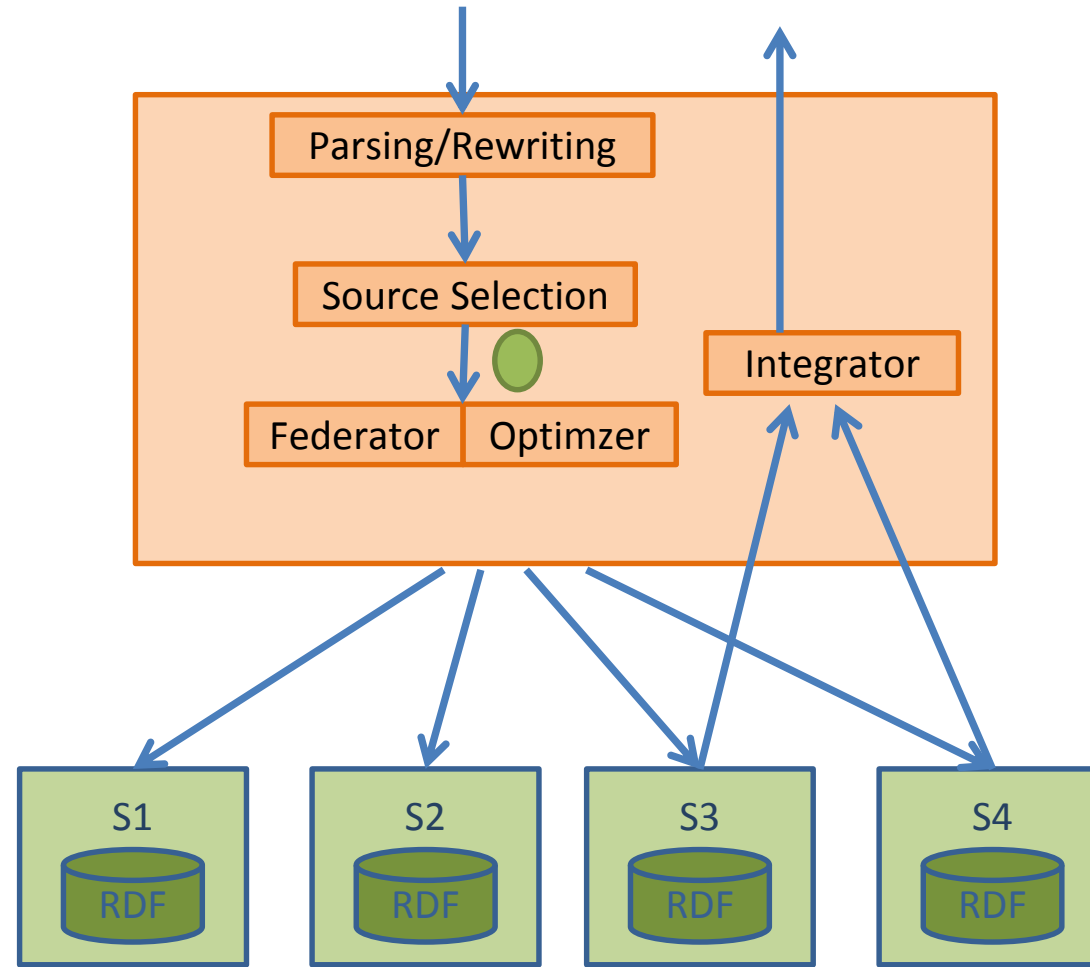 Parsing/Rewriting
Source Selection
Integrator
Federator
Optimzer
S1
S2
S3
S4
RDF
RDF
RDF
RDF